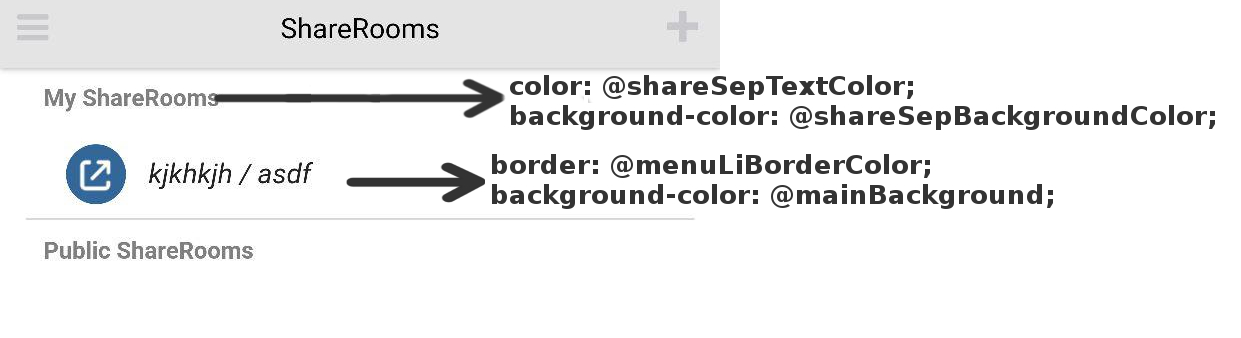 ShareRooms
My ShareRooms
color: @shareSepTextColor;
background-color: @shareSepBackgroundColor;
kjkhkjh / asdf
border: @menuLiBorderColor;
background-color: @mainBackground;
Public ShareRooms